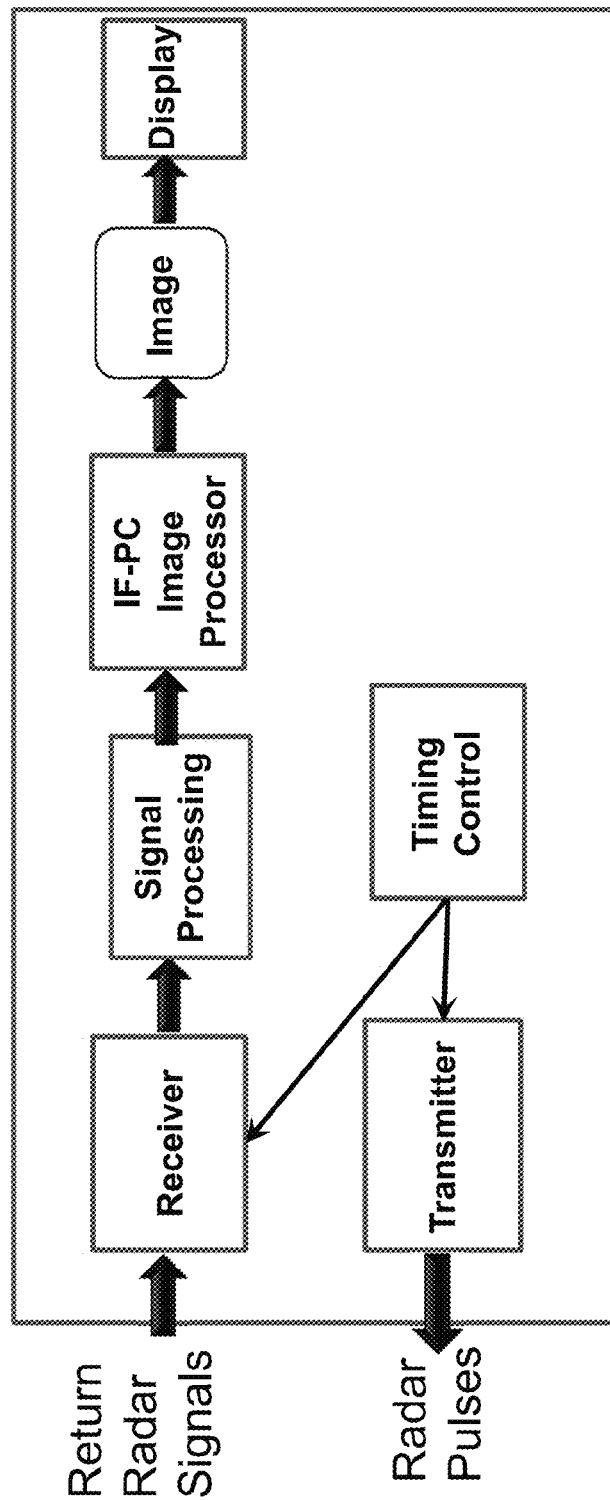 Return
Radar
Signals
Receiver
Signal
Processing
IF-PC
Image
Processor
Image
Display
Radar
Pulses
Transmitter
Timing
Control